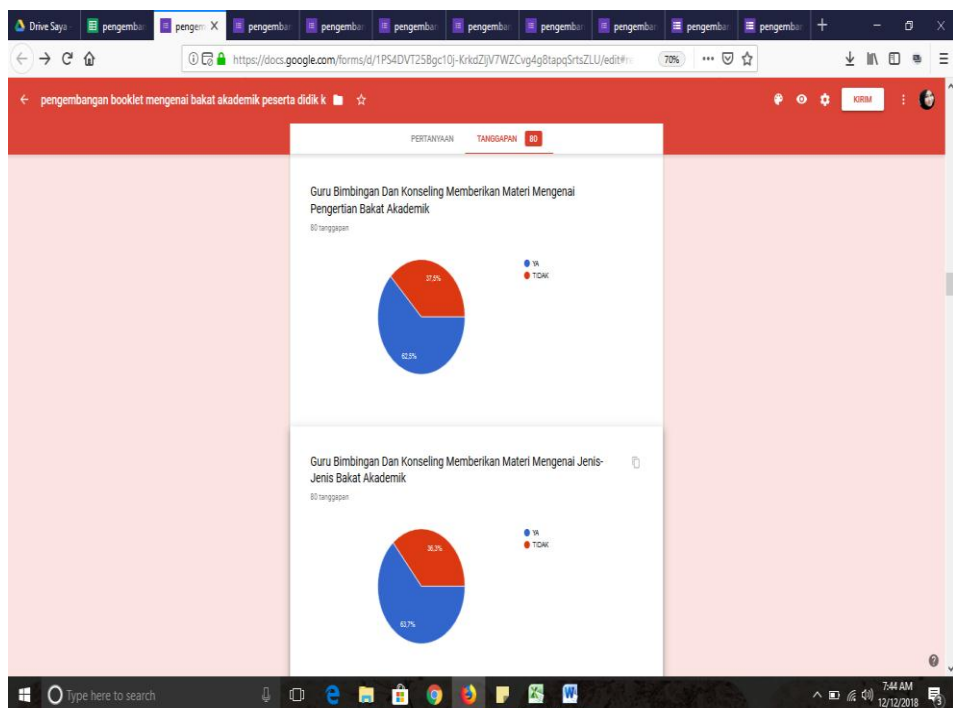 Drive Saya
pengembar
pengem
pengembar
pengembar
pengembar
pengembar
pengembar
pengembar
pengembar
pengembar
https://docs.google.com/forms/d/
70%
pengembangan booklet mengenai bakat akademik peserta didik k
KIRIM
PERTANYAAN
TANGGAPAN 80
Guru Bimbingan Dan Konseling Memberikan Materi Mengenai
Pengertian Bakat Akademik
80 tanggapan
YA
TIDAK
37,5%
62,5%
Guru Bimbingan Dan Konseling Memberikan Materi Mengenai Jenis-
Jenis Bakat Akademik
80 tanggapan
YA
TIDAK
36,3%
63,7%
Type here to search
7:44 AM
12/12/2018